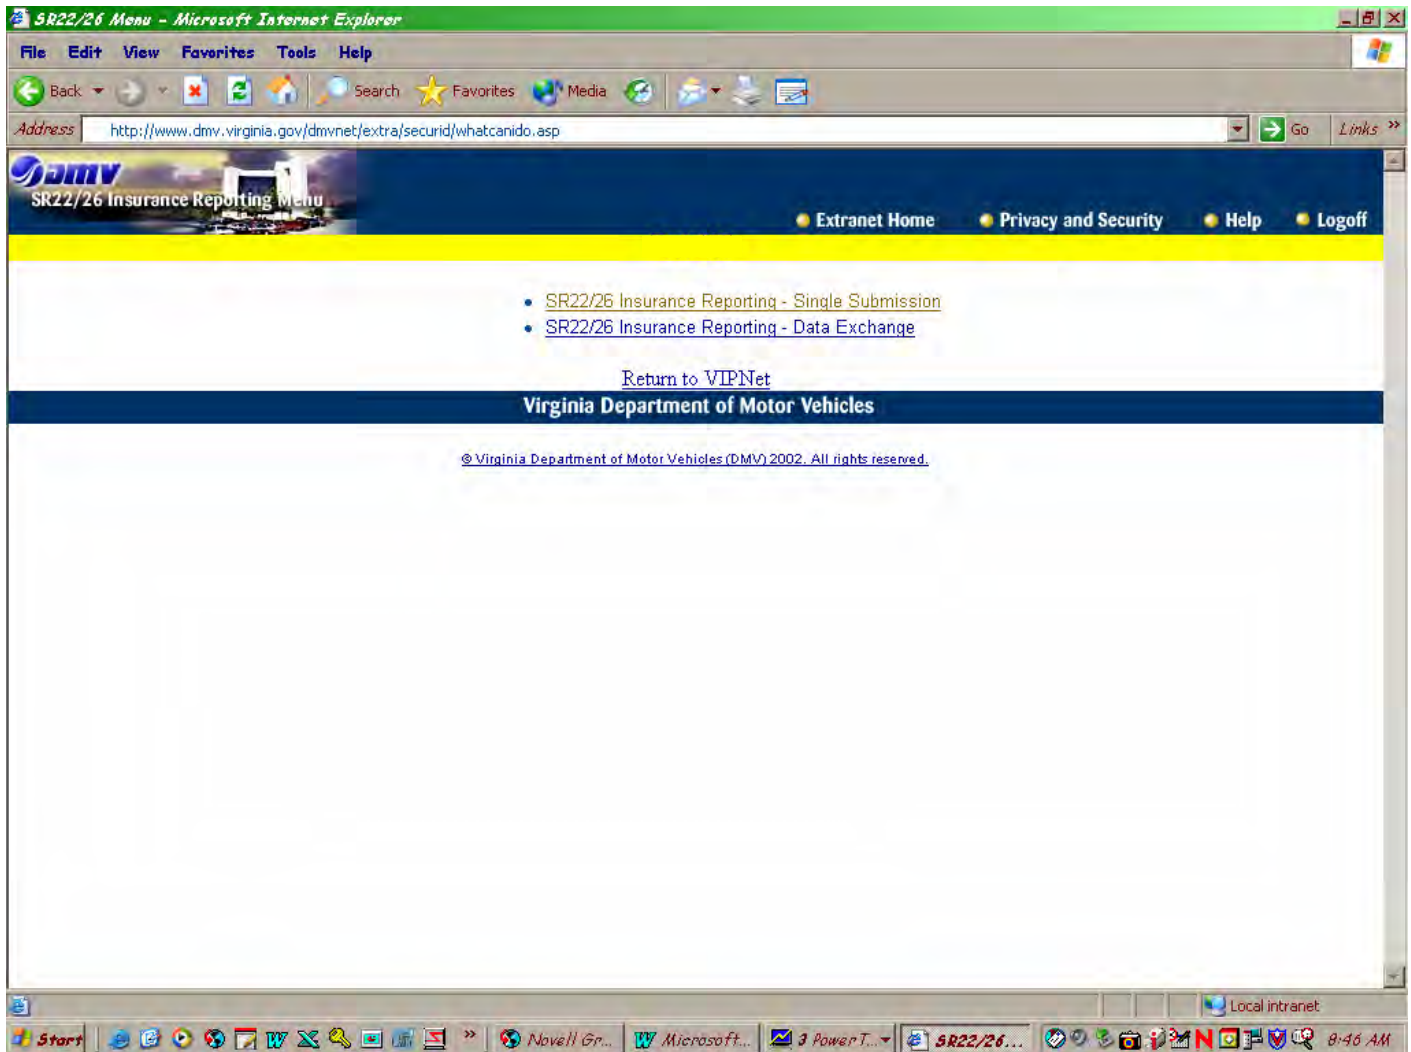 SR22/26 Menu - Microsoft Internet Explorer
File Edit View Favorites Tools Help
Back Search Favorites Media
Address http://www.dmv.virginia.gov/dmvnet/extra/securid/whatcanido.asp Go Links »
DMV
SR22/26 Insurance Reporting Menu
Extranet Home Privacy and Security Help Logoff
SR22/26 Insurance Reporting - Single Submission
SR22/26 Insurance Reporting - Data Exchange
Return to VIPNet
Virginia Department of Motor Vehicles
© Virginia Department of Motor Vehicles (DMV) 2002. All rights reserved.
Local intranet
Start » Novell Gr... Microsoft... 3 Power T... SR22/26... 8:46 AM